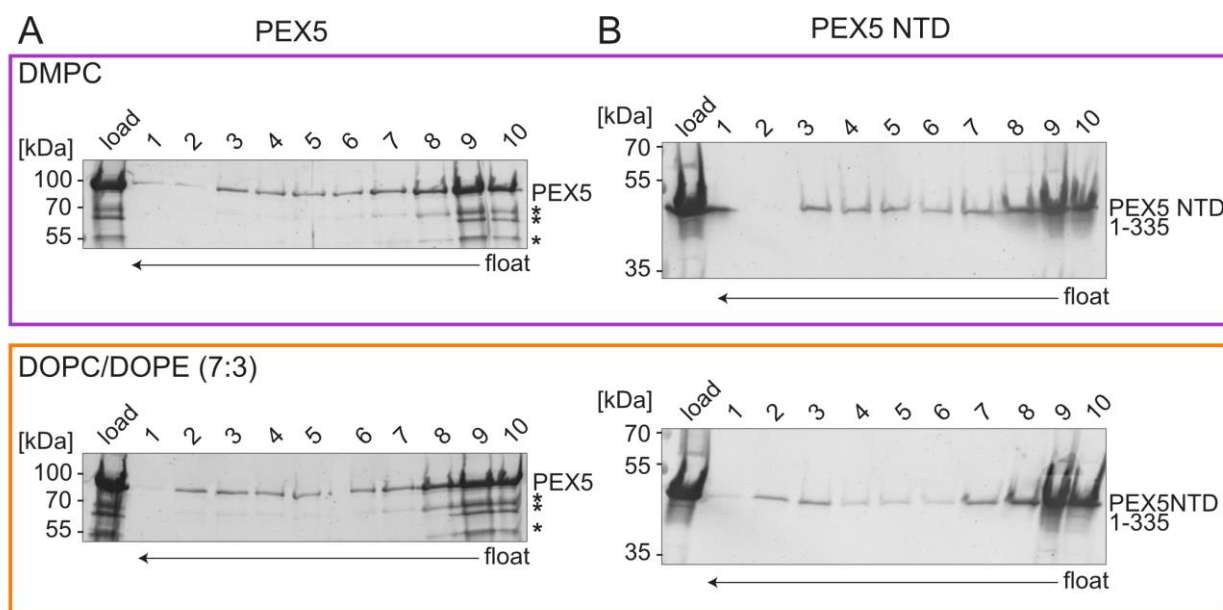 A PEX5
B PEX5 NTD
DMPC
[kDa] load 1 2 3 4 5 6 7 8 9 10
100
70
55
PEX5
*
*
*
float
[kDa] load 1 2 3 4 5 6 7 8 9 10
70
55
35
PEX5 NTD
1-335
float
DOPC/DOPE (7:3)
[kDa] load 1 2 3 4 5 6 7 8 9 10
100
70
55
PEX5
*
*
*
float
[kDa] load 1 2 3 4 5 6 7 8 9 10
70
55
35
PEX5NTD
1-335
float